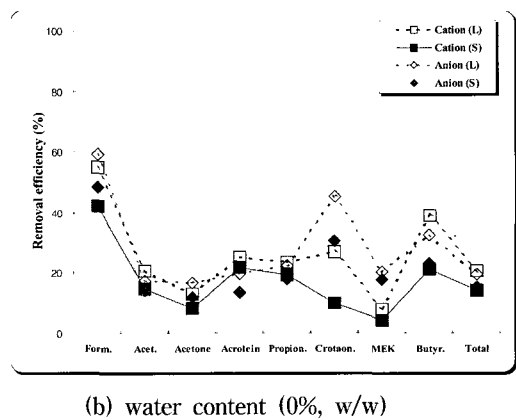 100
80
60
40
20
0
Removal efficiency (%)
Cation (L)
Cation (S)
Anion (L)
Anion (S)
Form. Acet. Acetone Acrolein Propion. Crotaon. MEK Butyr. Total
(b) water content (0%, w/w)